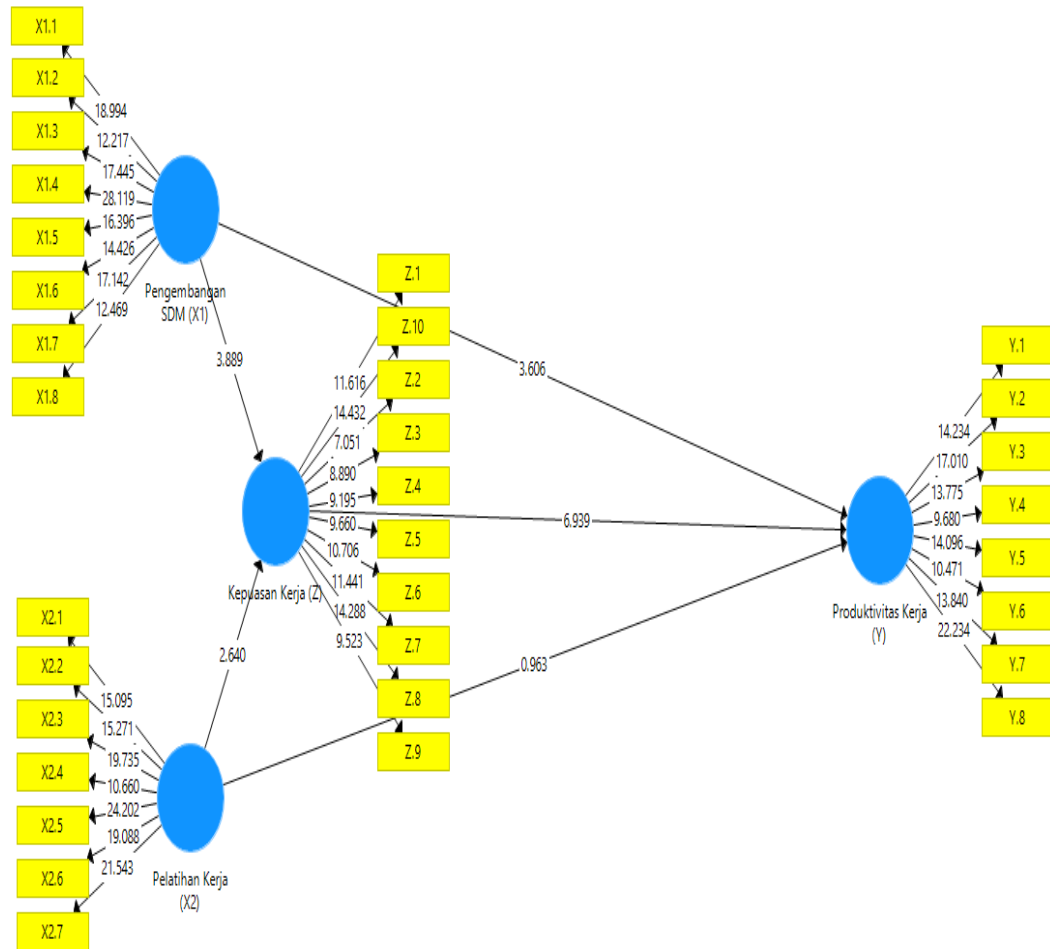 X1.1
X1.2
X1.3
X1.4
X1.5
X1.6
X1.7
X1.8
18.994
12.217
17.445
28.119
16.396
14.426
17.142
12.469
Pengembangan
SDM (X1)
3.889
3.606
Z.1
Z.10
Z.2
Z.3
Z.4
Z.5
Z.6
Z.7
Z.8
Z.9
11.616
14.432
7.051
8.890
9.195
9.660
10.706
11.441
14.288
9.523
Kepuasan Kerja (Z)
6.939
2.640
0.963
X2.1
X2.2
X2.3
X2.4
X2.5
X2.6
X2.7
15.095
15.271
19.735
10.660
24.202
19.088
21.543
Pelatihan Kerja
(X2)
Y.1
Y.2
Y.3
Y.4
Y.5
Y.6
Y.7
Y.8
14.234
17.010
13.775
9.680
14.096
10.471
13.840
22.234
Produktivitas Kerja
(Y)